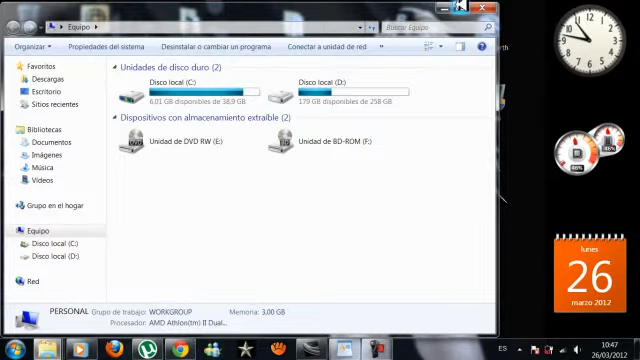 Equipo
Buscar Equipo
Organizar
Propiedades del sistema
Desinstalar o cambiar un programa
Conectar a unidad de red
»
Favoritos
Descargas
Escritorio
Sitios recientes
Bibliotecas
Documentos
Imágenes
Música
Vídeos
Grupo en el hogar
Equipo
Disco local (C:)
Disco local (D:)
Red
Unidades de disco duro (2)
Disco local (C:)
6,01 GB disponibles de 38,9 GB
Disco local (D:)
179 GB disponibles de 258 GB
Dispositivos con almacenamiento extraíble (2)
Unidad de DVD RW (E:)
Unidad de BD-ROM (F:)
PERSONAL Grupo de trabajo: WORKGROUP Memoria: 3,00 GB
Procesador: AMD Athlon(tm) II Dual...
lunes
26
marzo 2012
ES
10:47
26/03/2012